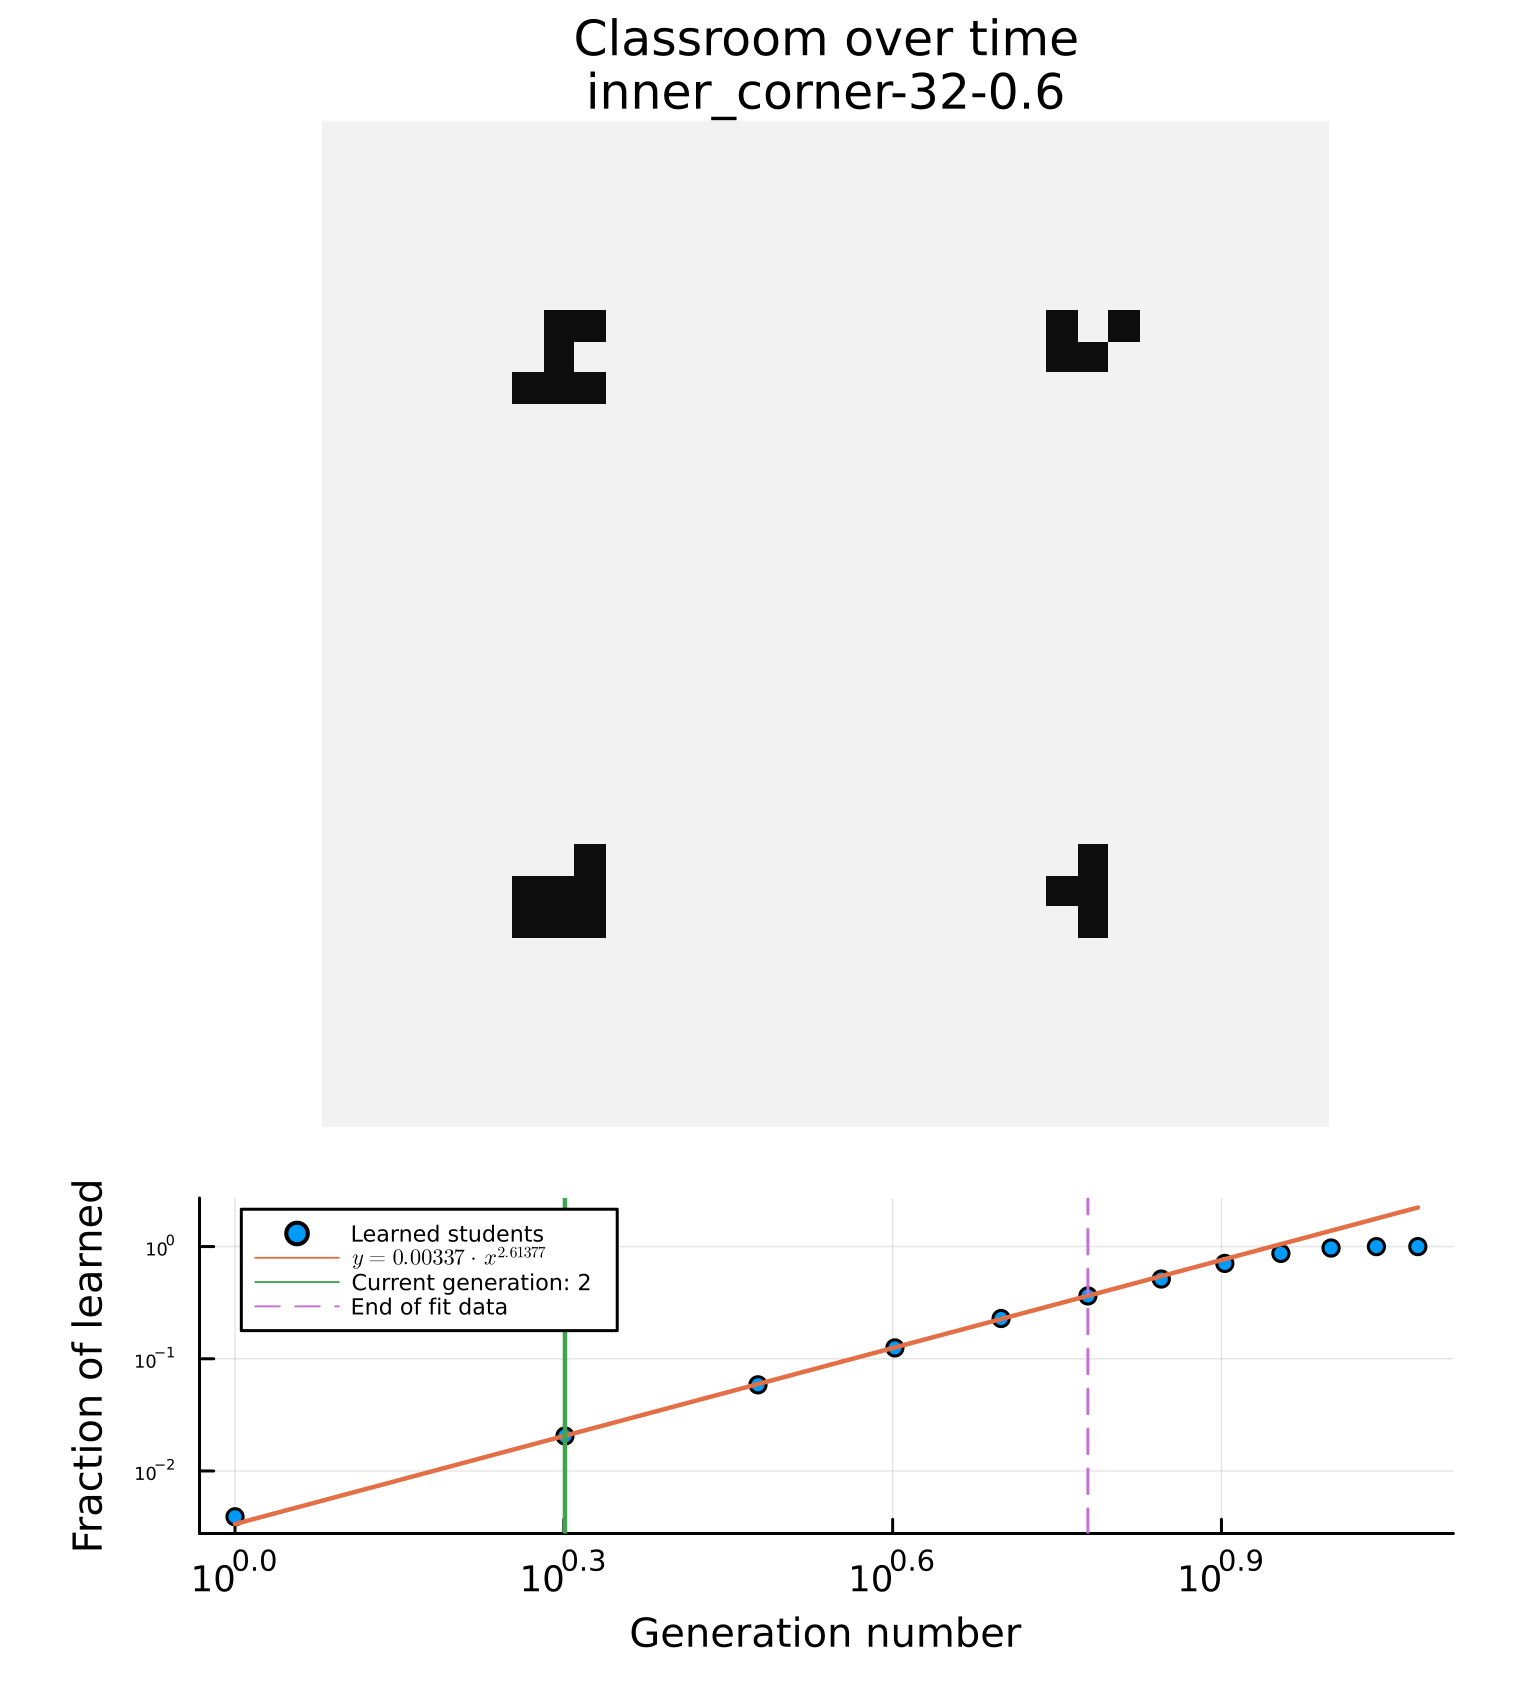 Classroom over time
inner_corner-32-0.6
Fraction of learned
10^0
10^−1
10^−2
Learned students
y = 0.00337 · x^2.61377
Current generation: 2
End of fit data
10^0.0 10^0.3 10^0.6 10^0.9
Generation number